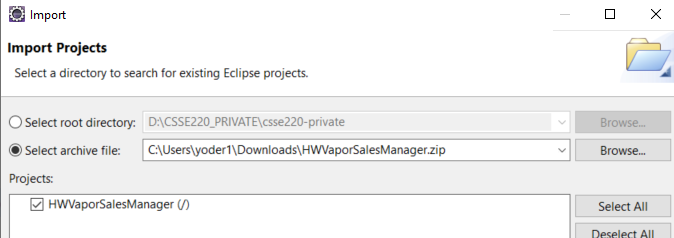 Import
Import Projects
Select a directory to search for existing Eclipse projects.
Select root directory: D:\CSSE220_PRIVATE\csse220-private Browse...
Select archive file: C:\Users\yoder1\Downloads\HWVaporSalesManager.zip Browse...
Projects:
HWVaporSalesManager (/) Select All
Deselect All